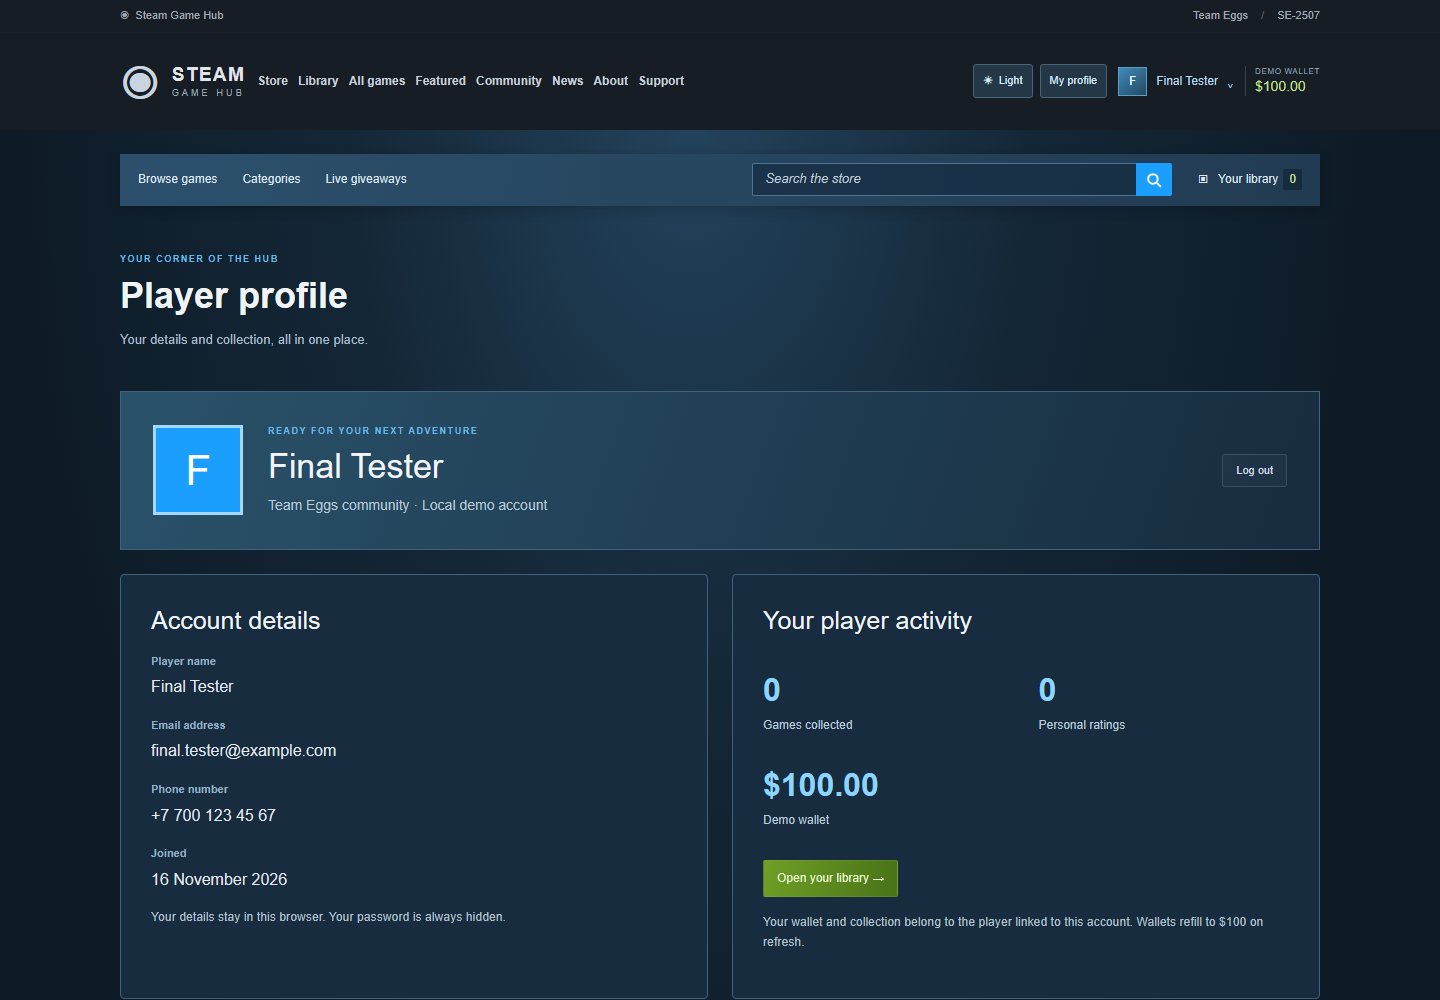 Steam Game Hub
Team Eggs / SE-2507
STEAM
GAME HUB
Store Library All games Featured Community News About Support
Light
My profile
F
Final Tester
DEMO WALLET
$100.00
Browse games Categories Live giveaways
Search the store
Your library 0
YOUR CORNER OF THE HUB
Player profile
Your details and collection, all in one place.
F
READY FOR YOUR NEXT ADVENTURE
Final Tester
Team Eggs community · Local demo account
Log out
Account details
Player name
Final Tester
Email address
final.tester@example.com
Phone number
+7 700 123 45 67
Joined
16 November 2026
Your details stay in this browser. Your password is always hidden.
Your player activity
0
Games collected
0
Personal ratings
$100.00
Demo wallet
Open your library →
Your wallet and collection belong to the player linked to this account. Wallets refill to $100 on
refresh.